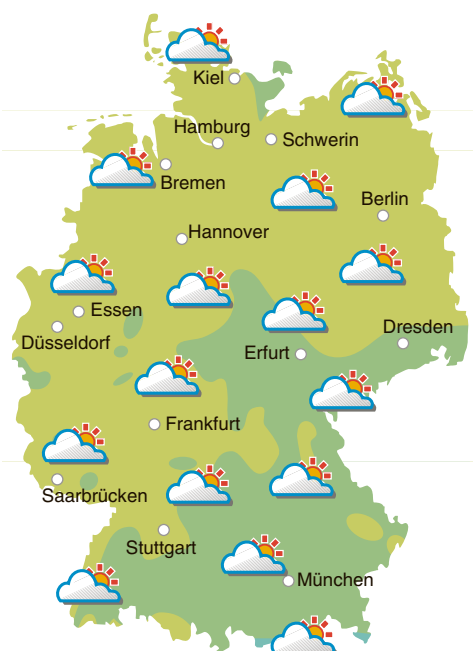 Kiel
Hamburg
Schwerin
Bremen
Berlin
Hannover
Essen
Dresden
Düsseldorf
Erfurt
Frankfurt
Saarbrücken
Stuttgart
München